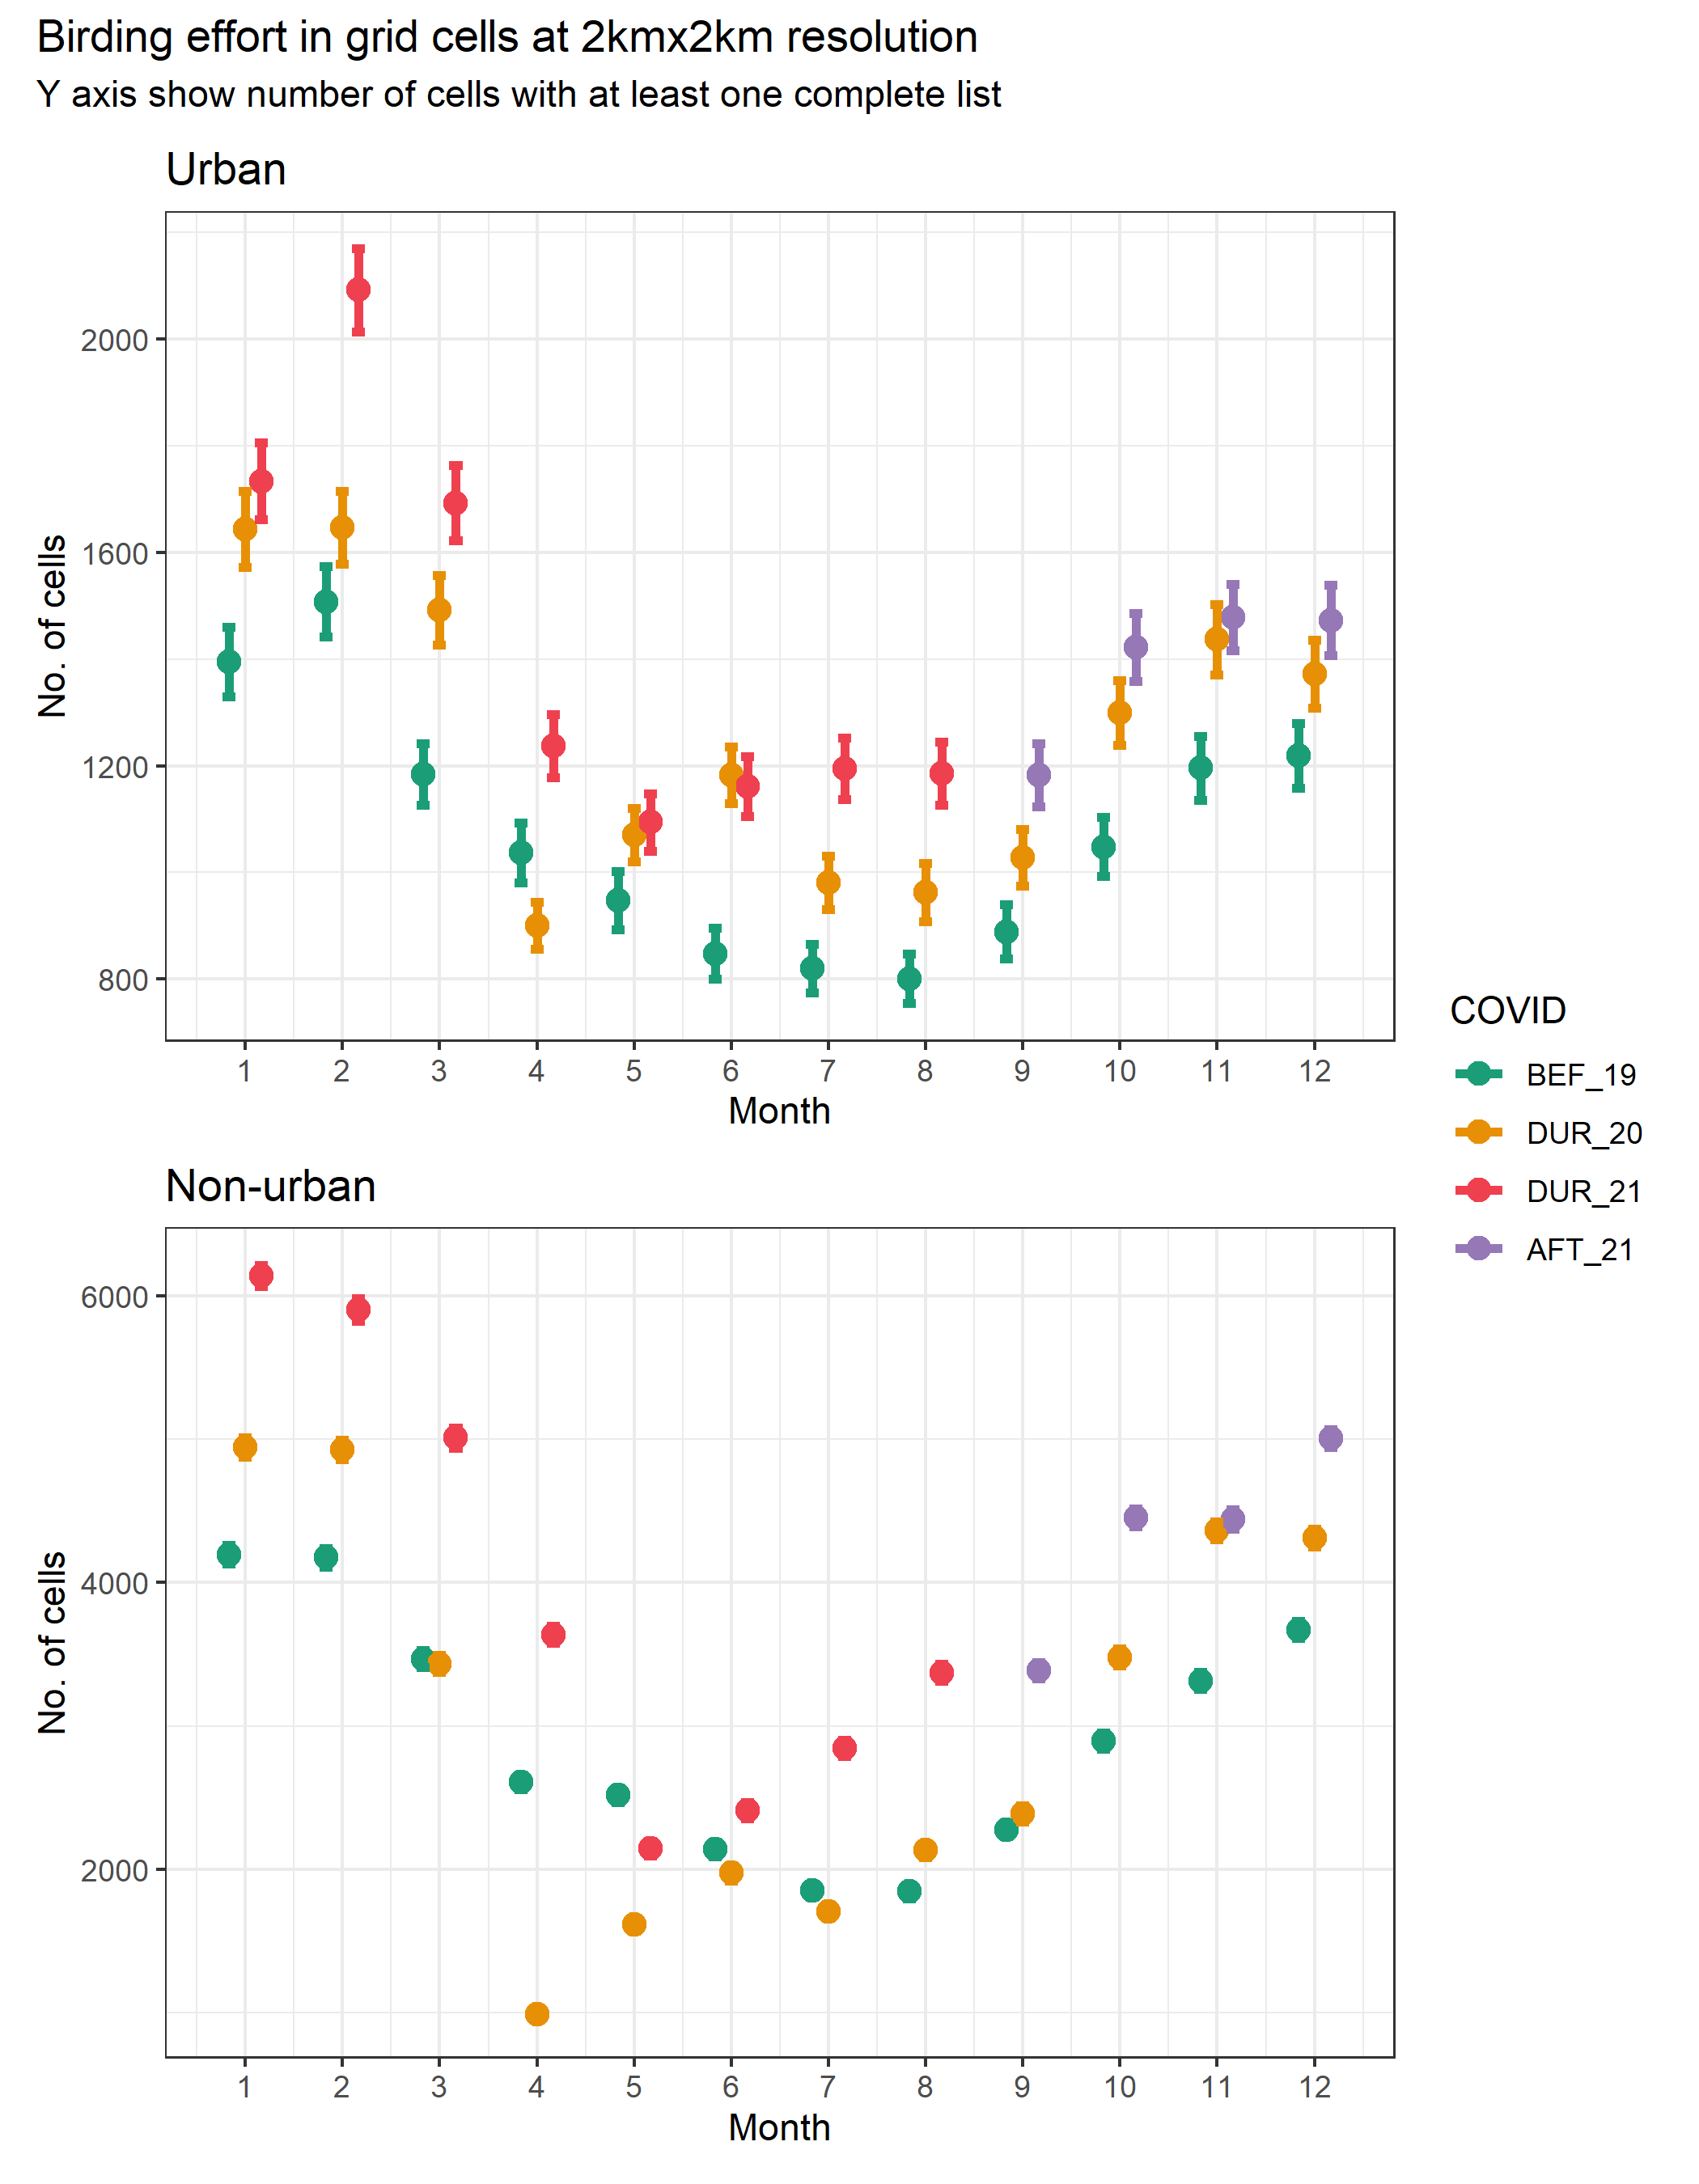 Birding effort in grid cells at 2kmx2km resolution
Y axis show number of cells with at least one complete list
Urban
No. of cells
2000
1600
1200
800
1 2 3 4 5 6 7 8 9 10 11 12
Month
COVID
BEF_19
DUR_20
DUR_21
AFT_21
Non-urban
No. of cells
6000
4000
2000
1 2 3 4 5 6 7 8 9 10 11 12
Month